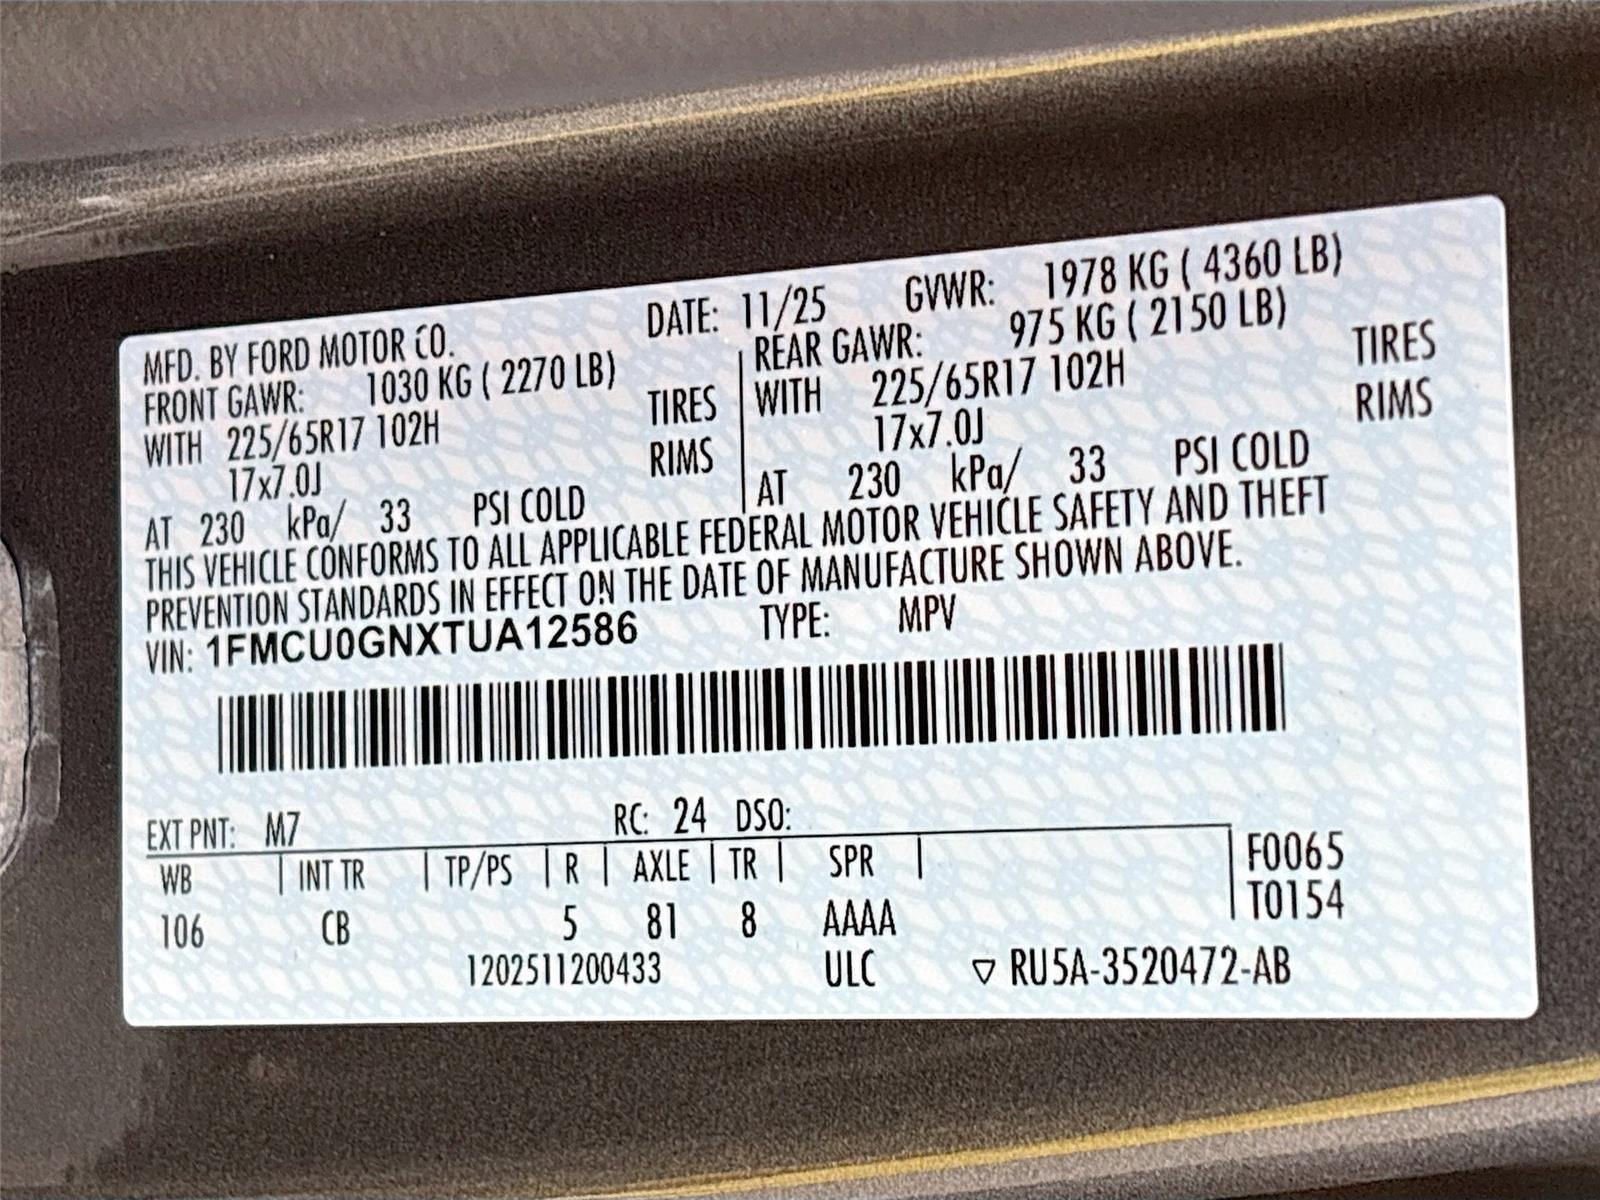 MFD. BY FORD MOTOR CO. DATE: 11/25 GVWR: 1978 KG ( 4360 LB)
FRONT GAWR: 1030 KG ( 2270 LB) REAR GAWR: 975 KG ( 2150 LB)
WITH 225/65R17 102H TIRES WITH 225/65R17 102H TIRES
17x7.0J RIMS 17x7.0J RIMS
AT 230 kPa/ 33 PSI COLD AT 230 kPa/ 33 PSI COLD
THIS VEHICLE CONFORMS TO ALL APPLICABLE FEDERAL MOTOR VEHICLE SAFETY AND THEFT
PREVENTION STANDARDS IN EFFECT ON THE DATE OF MANUFACTURE SHOWN ABOVE.
VIN: 1FMCU0GNXTUA12586 TYPE: MPV
EXT PNT: M7 RC: 24 DSO:
WB INT TR TP/PS R AXLE TR SPR F0065
106 CB 5 81 8 AAAA T0154
1202511200433 ULC ▽ RU5A-3520472-AB